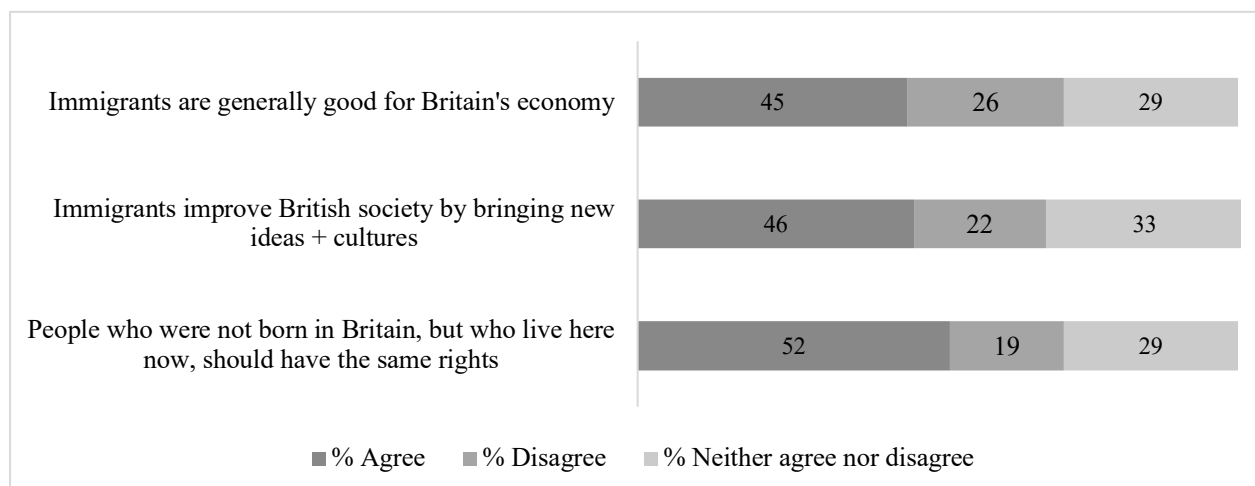 Immigrants are generally good for Britain's economy
45 26 29
Immigrants improve British society by bringing new
ideas + cultures
46 22 33
People who were not born in Britain, but who live here
now, should have the same rights
52 19 29
% Agree % Disagree % Neither agree nor disagree